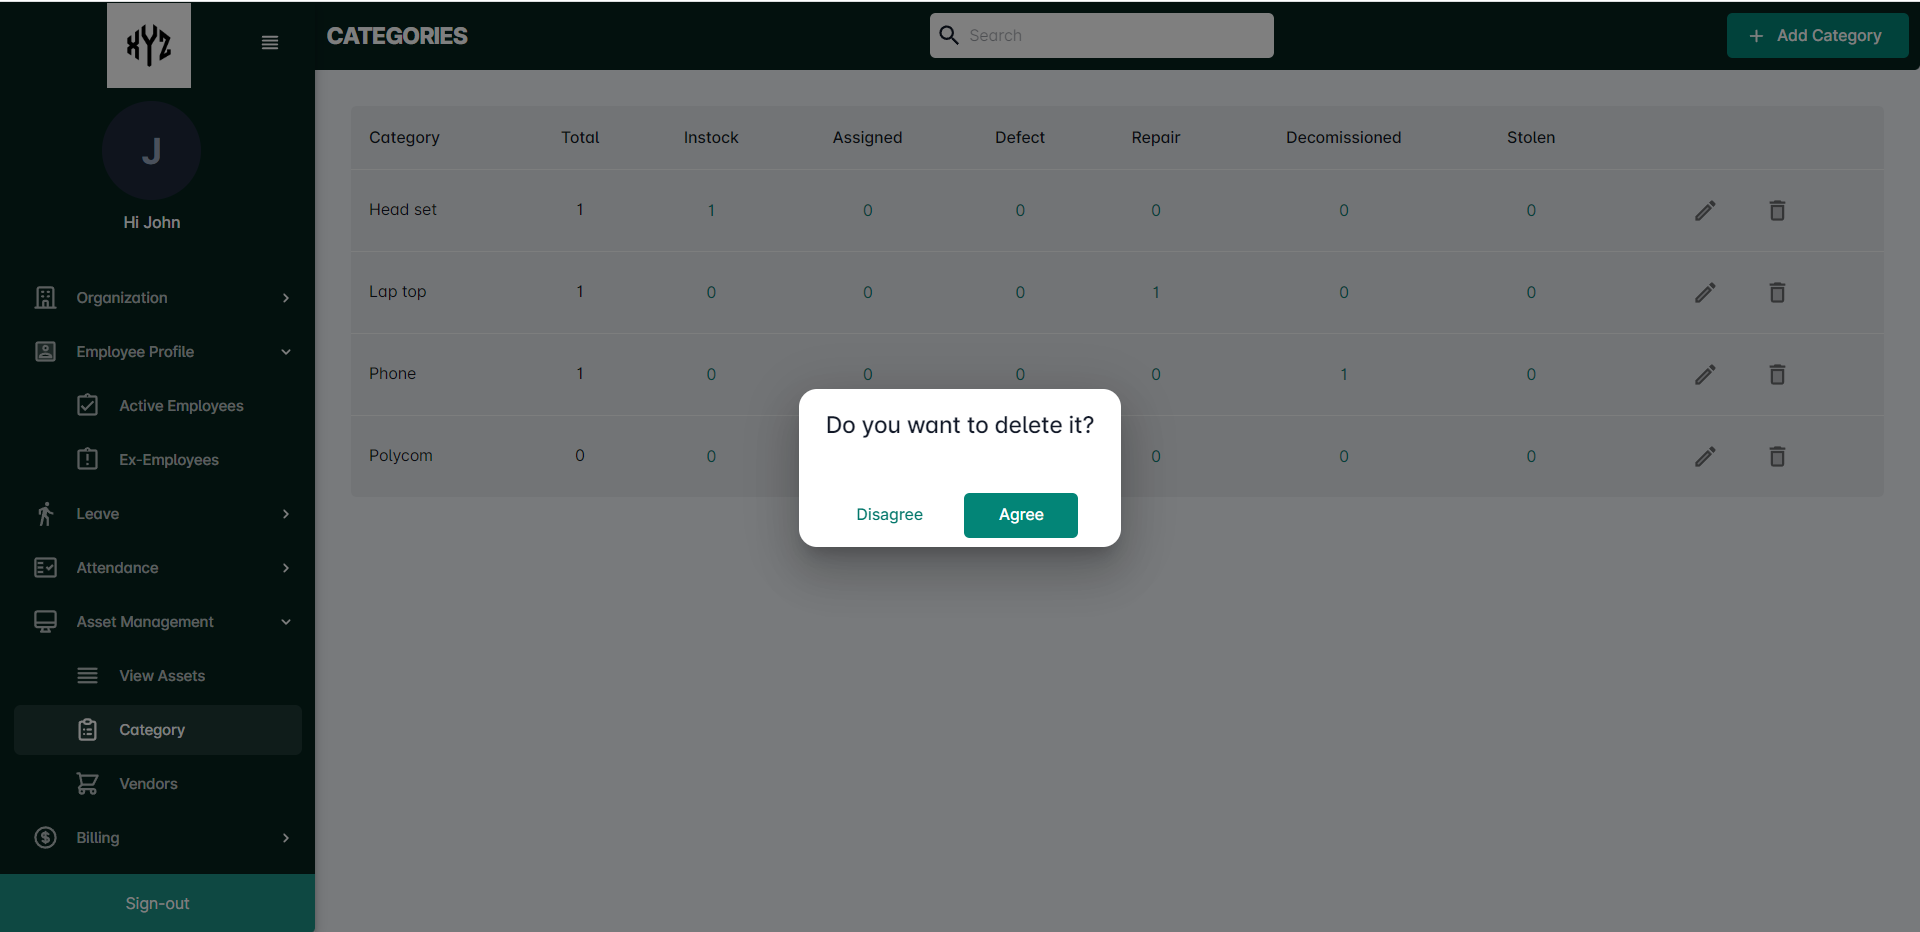 XYZ
CATEGORIES
Search
+ Add Category
J
Hi John
Organization
Employee Profile
Active Employees
Ex-Employees
Leave
Attendance
Asset Management
View Assets
Category
Vendors
Billing
Sign-out
Category Total Instock Assigned Defect Repair Decomissioned Stolen
Head set 1 1 0 0 0 0 0
Lap top 1 0 0 0 1 0 0
Phone 1 0 0 0 0 1 0
Polycom 0 0 0 0 0
Do you want to delete it?
Disagree Agree